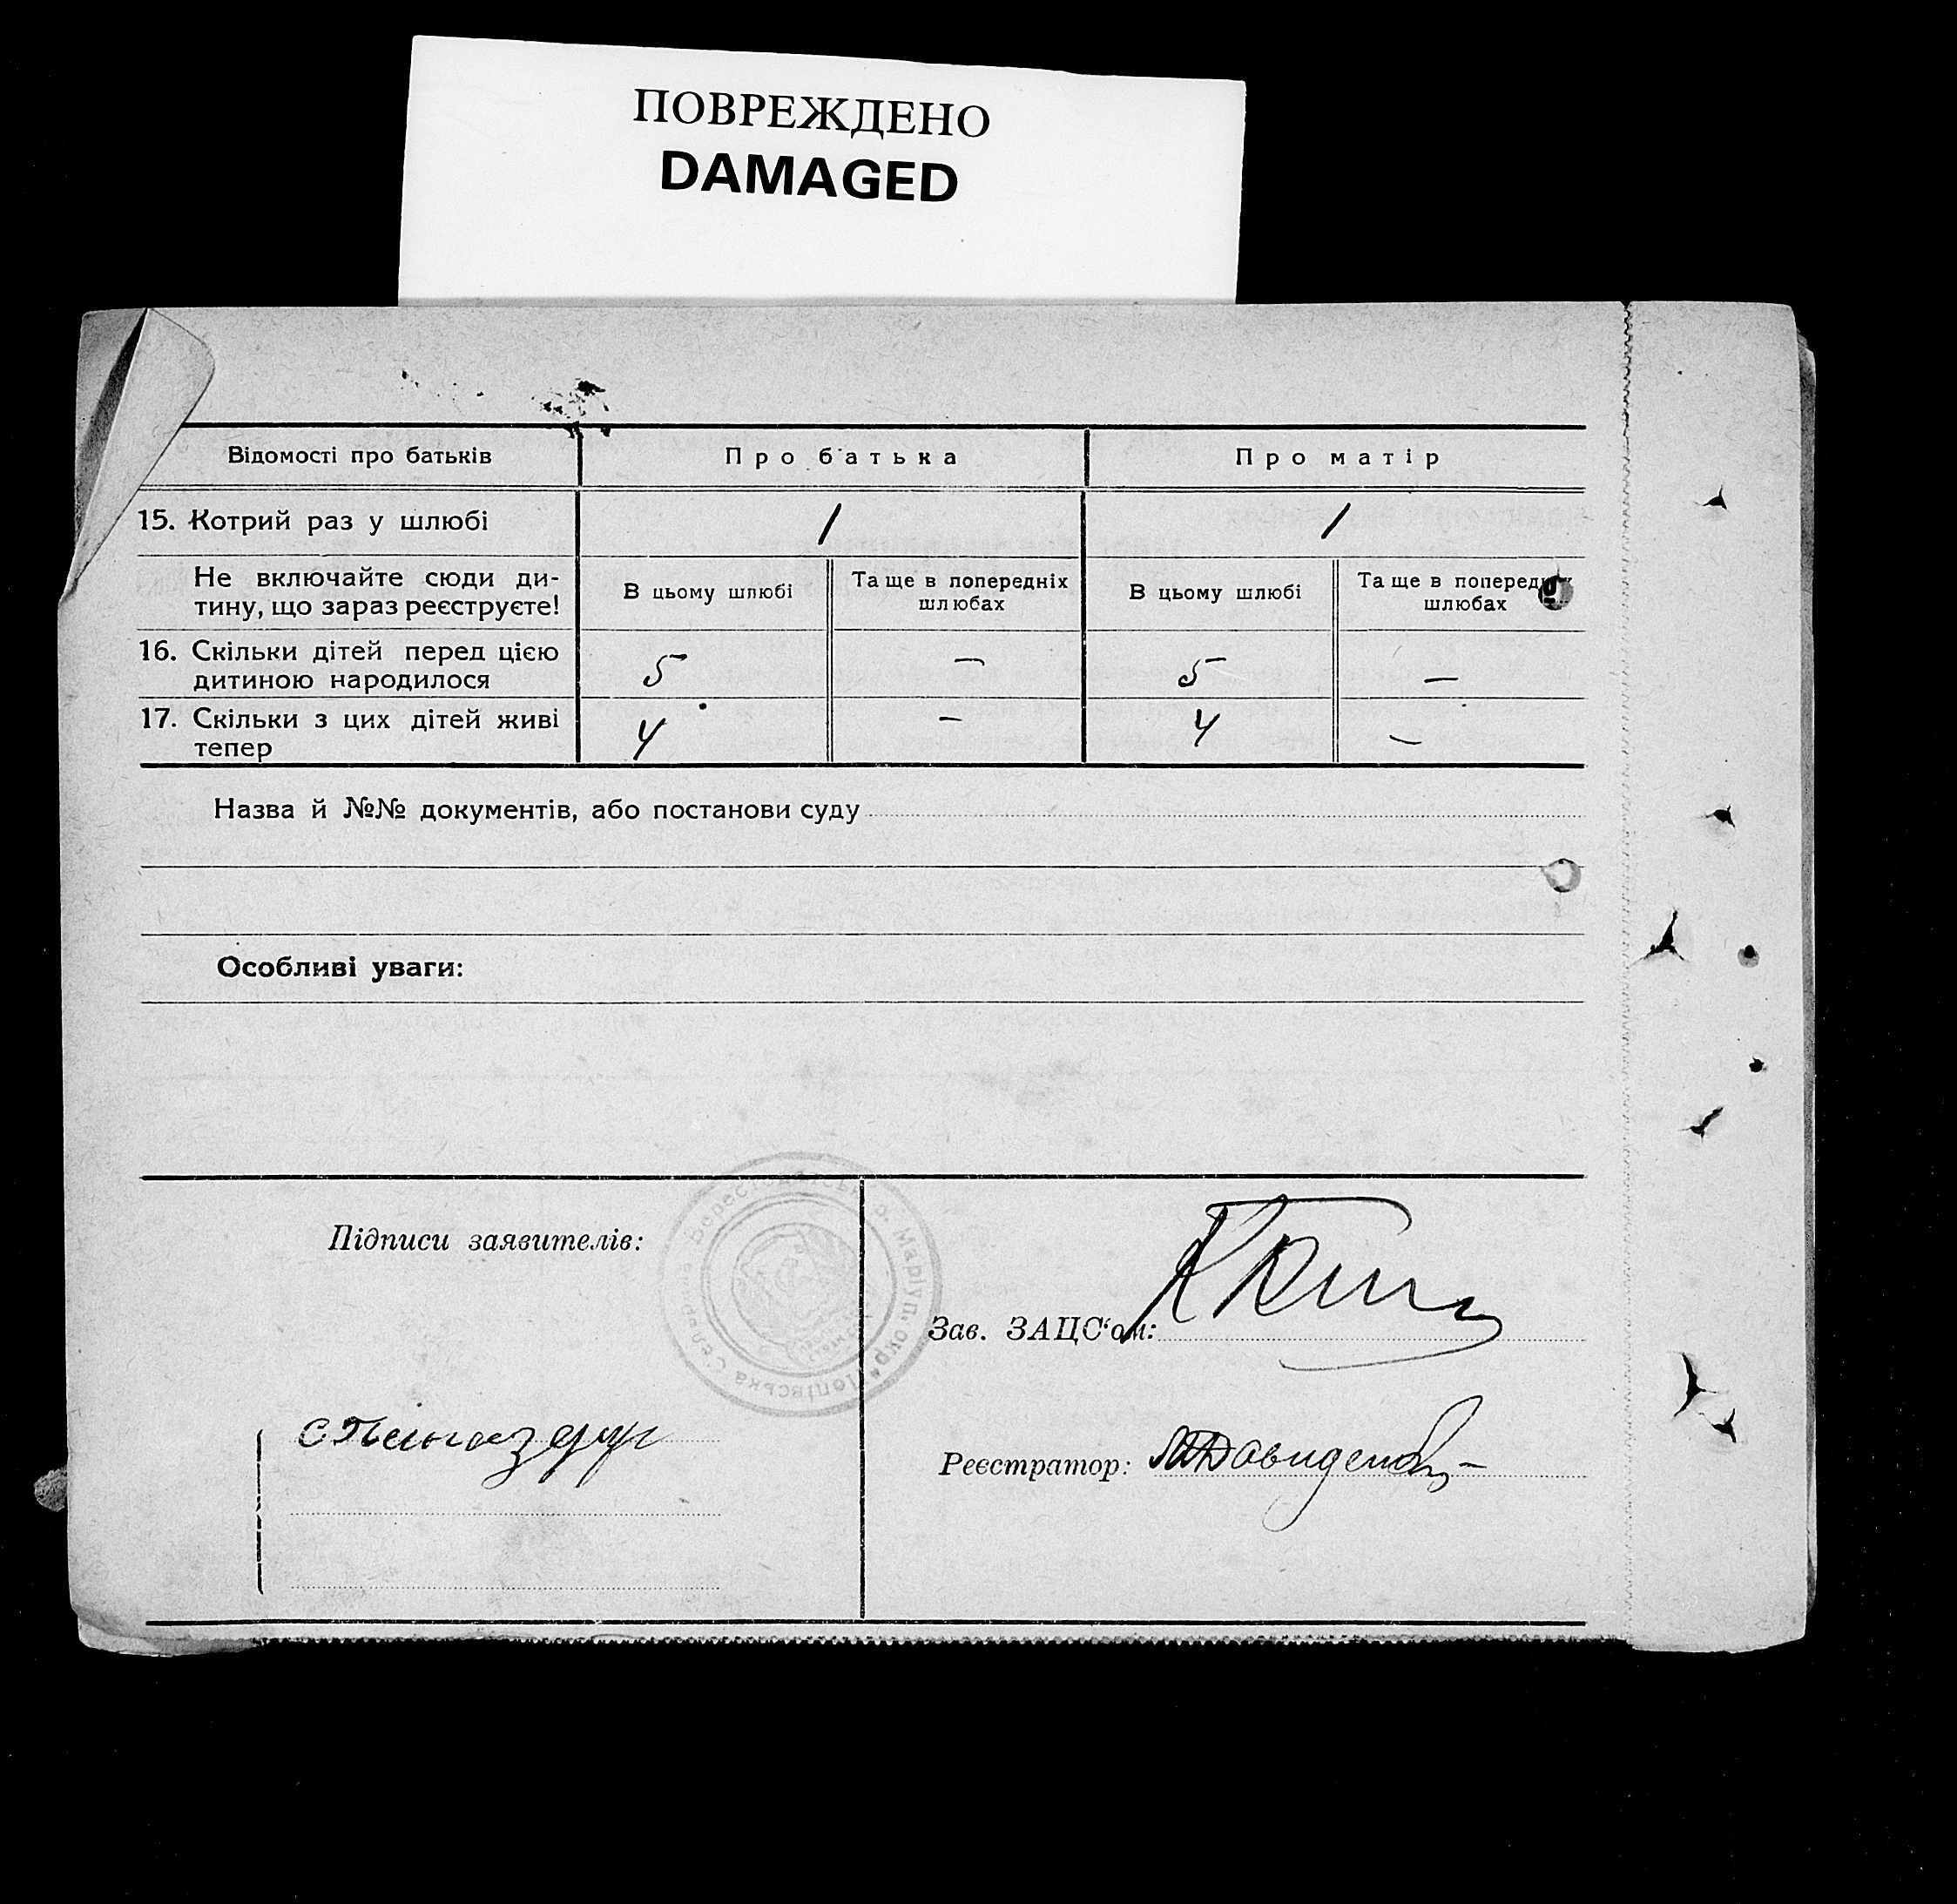 ПОВРЕЖДЕНО
DAMAGED
Відомості про батьків
Про батька
Про матір
15. Котрий раз у шлюбі
1
1
Не включайте сюди ди-
тину, що зараз реєструєте!
В цьому шлюбі
Та ще в попередніх
шлюбах
В цьому шлюбі
Та ще в попередніх
шлюбах
16. Скільки дітей перед цією
дитиною народилося
5
—
5
—
17. Скільки з цих дітей живі
тепер
4
—
4
—
Назва й №№ документів, або постанови суду
Особливі уваги:
Підписи заявителів:
Зав. ЗАЦС'ом:
Реєстратор: